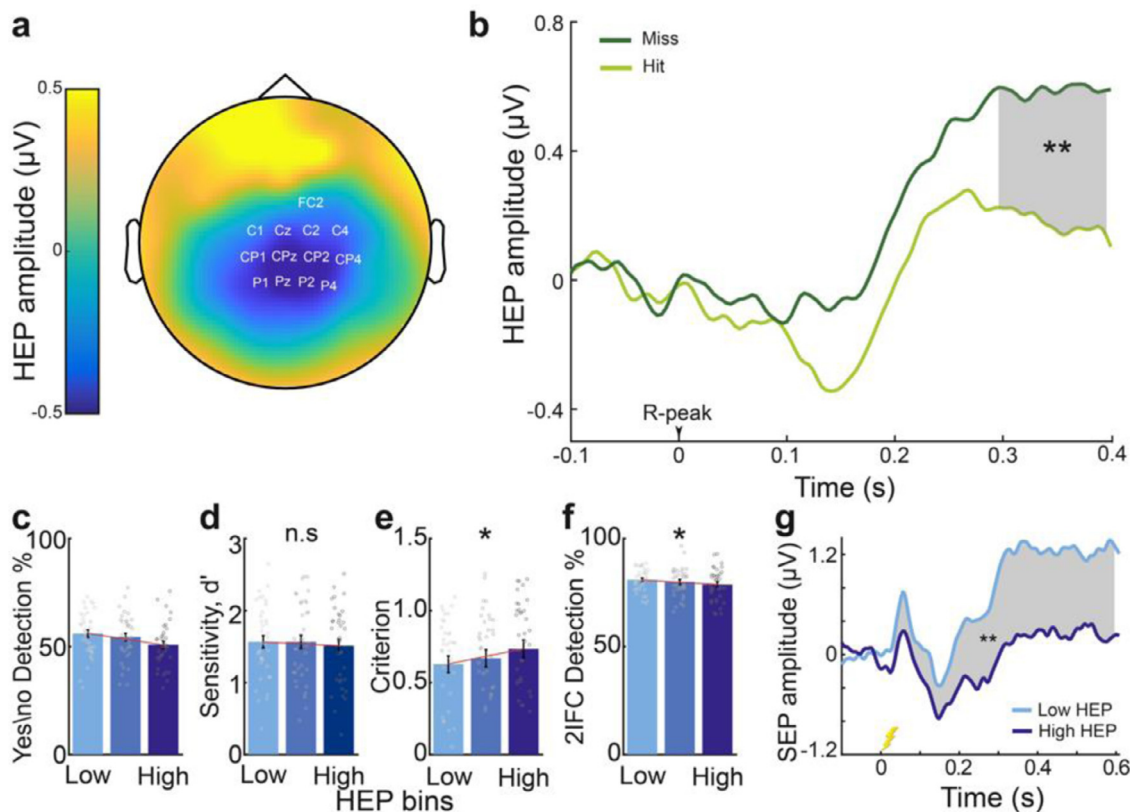 a
HEP amplitude (µV)
0.5
0
-0.5
FC2
C1 Cz C2 C4
CP1 CPz CP2 CP4
P1 Pz P2 P4
b
HEP amplitude (µV)
0.8
0.4
0
-0.4
Miss
Hit
**
R-peak
-0.1 0 0.1 0.2 0.3 0.4
Time (s)
c
Yes\no Detection %
100
50
0
Low High
d
n.s
Sensitivity, d'
3
2
1
0
Low High
e
*
Criterion
1.5
1.0
0.5
0
Low High
HEP bins
f
*
2IFC Detection %
100
50
0
Low High
g
SEP amplitude (µV)
1.2
0
-1.2
**
Low HEP
High HEP
0 0.2 0.4 0.6
Time (s)